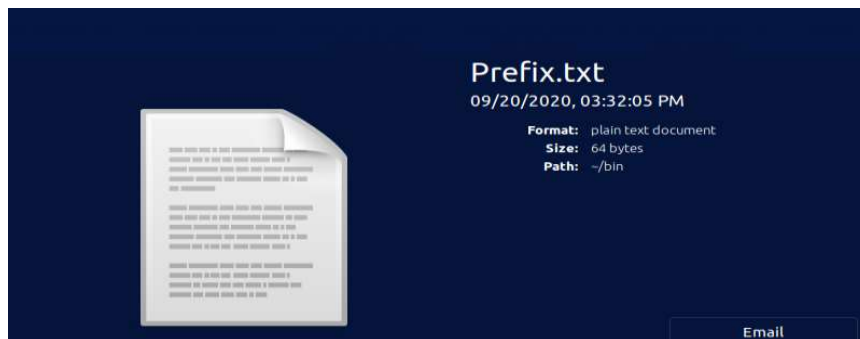 Prefix.txt
09/20/2020, 03:32:05 PM
Format: plain text document
Size: 64 bytes
Path: ~/bin
Email